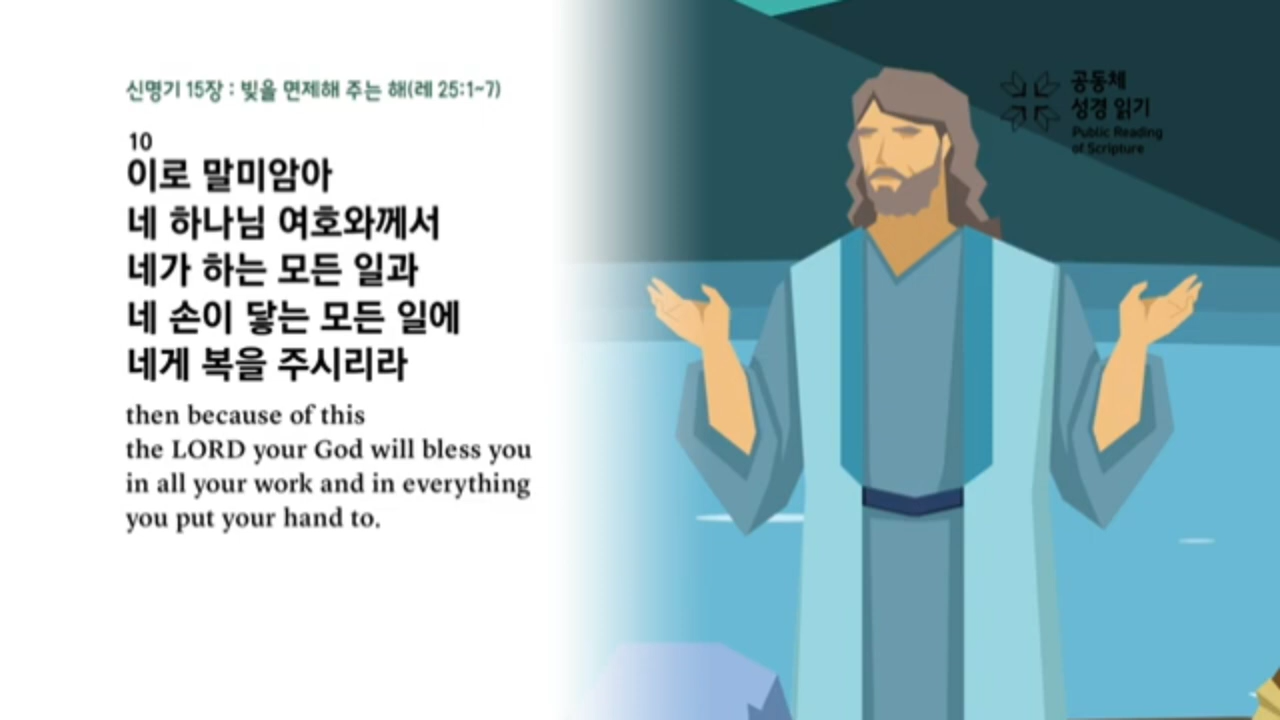 신명기 15장 : 빚을 면제해 주는 해(레 25:1~7)
10
이로 말미암아
네 하나님 여호와께서
네가 하는 모든 일과
네 손이 닿는 모든 일에
네게 복을 주시리라
then because of this
the LORD your God will bless you
in all your work and in everything
you put your hand to.
공동체
성경 읽기
Public Reading
of Scripture